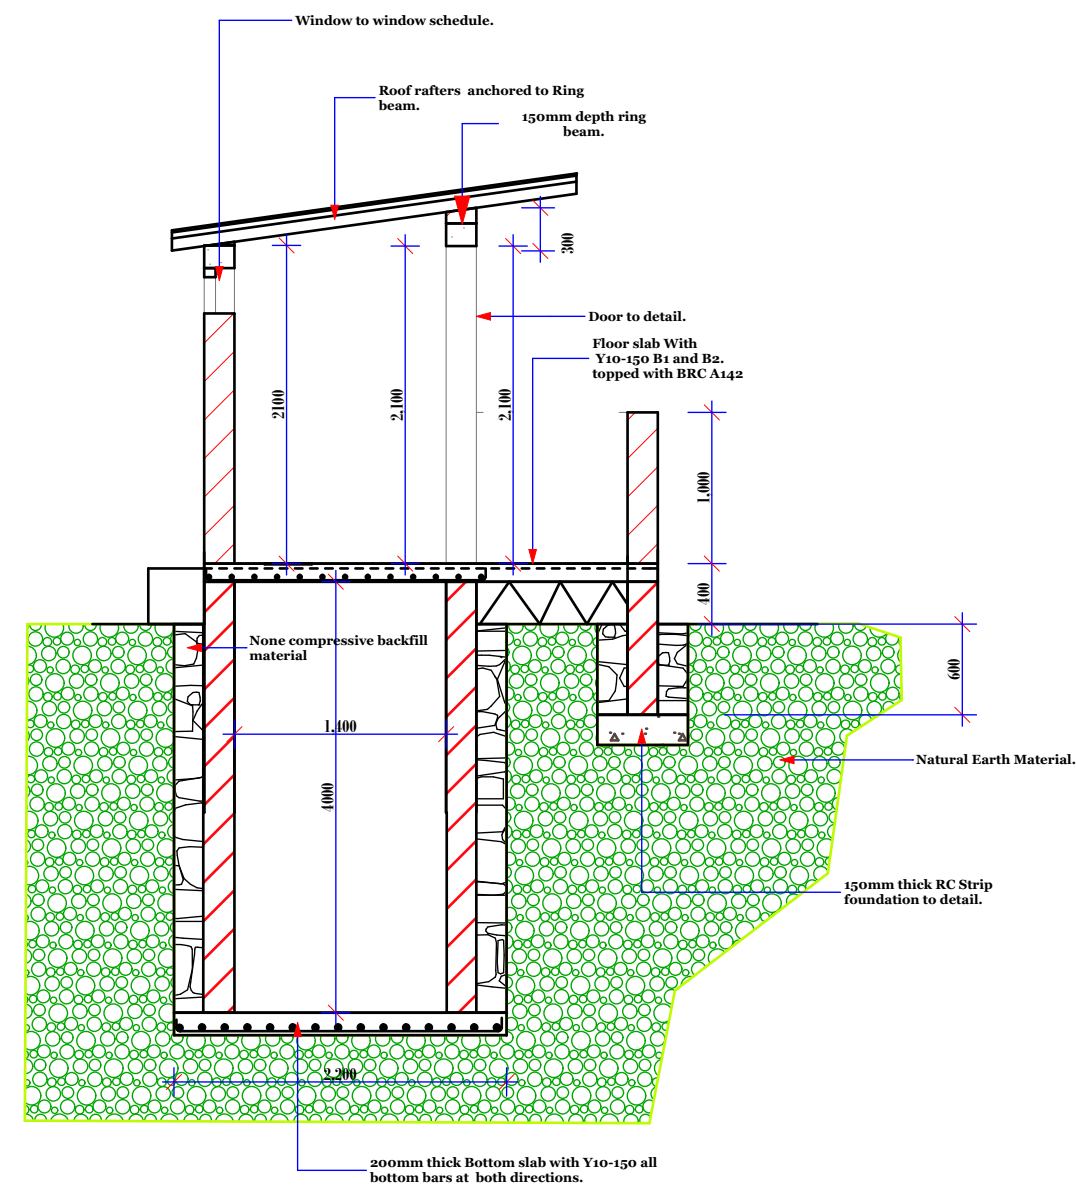 Window to window schedule.
Roof rafters anchored to Ring
beam.
150mm depth ring
beam.
300
Door to detail.
Floor slab With
Y10-150 B1 and B2.
topped with BRC A142
2100
2,100
2,100
1,000
400
None compressive backfill
material
600
1,400
Natural Earth Material.
4000
150mm thick RC Strip
foundation to detail.
2,200
200mm thick Bottom slab with Y10-150 all
bottom bars at both directions.